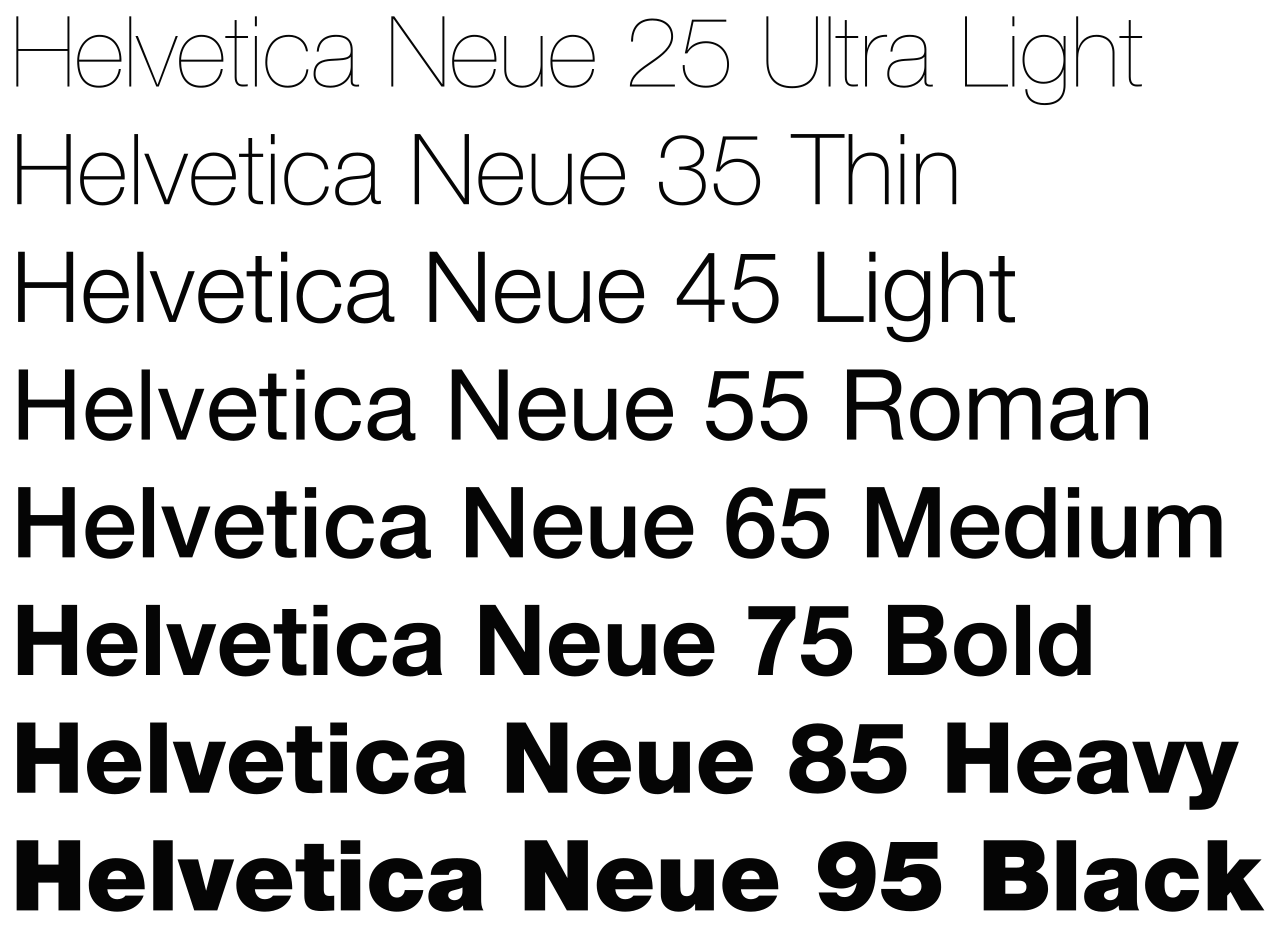 Helvetica Neue 25 Ultra Light
Helvetica Neue 35 Thin
Helvetica Neue 45 Light
Helvetica Neue 55 Roman
Helvetica Neue 65 Medium
Helvetica Neue 75 Bold
Helvetica Neue 85 Heavy
Helvetica Neue 95 Black